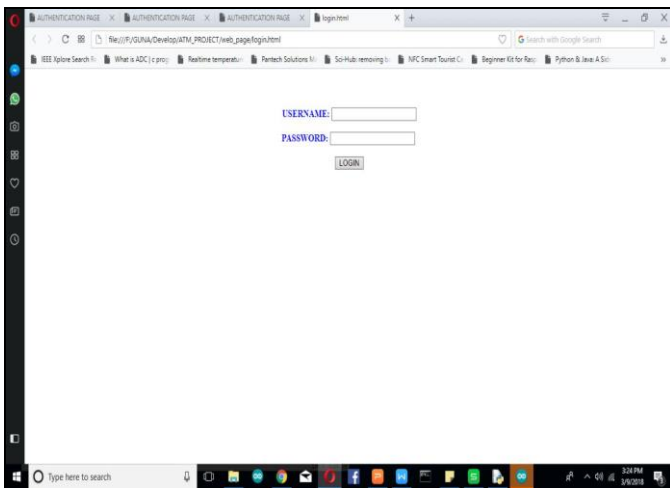 AUTHENTICATION PAGE AUTHENTICATION PAGE AUTHENTICATION PAGE login.html
file:///F:/GUNA/Develop/ATM_PROJECT/web_page/login.html Search with Google Search
IEEE Xplore Search What is ADC | c prog Realtime temperatur Pantech Solutions Sci-Hub: removing NFC Smart Tourist Beginner Kit for Python & Java: A
USERNAME:
PASSWORD:
LOGIN
Type here to search
3:24 PM
3/9/2018